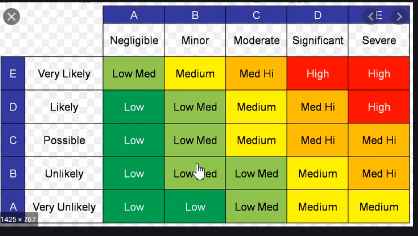 A B C D E
Negligible Minor Moderate Significant Severe
E Very Likely Low Med Medium Med Hi High High
D Likely Low Low Med Medium Med Hi High
C Possible Low Low Med Medium Med Hi Med Hi
B Unlikely Low Low Med Low Med Medium Med Hi
A Very Unlikely Low Low Low Med Medium Medium
1425 × 767